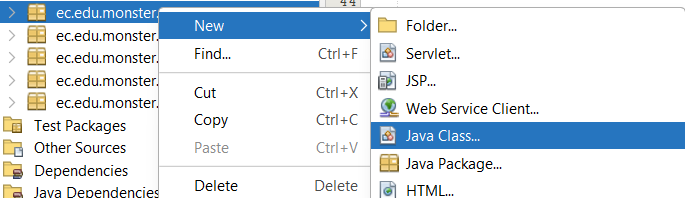 44
ec.edu.monster.
ec.edu.monster.
ec.edu.monster.
ec.edu.monster.
ec.edu.monster.
Test Packages
Other Sources
Dependencies
Java Dependencies
New
Find... Ctrl+F
Cut Ctrl+X
Copy Ctrl+C
Paste Ctrl+V
Delete Delete
Folder...
Servlet...
JSP...
Web Service Client...
Java Class...
Java Package...
HTML...